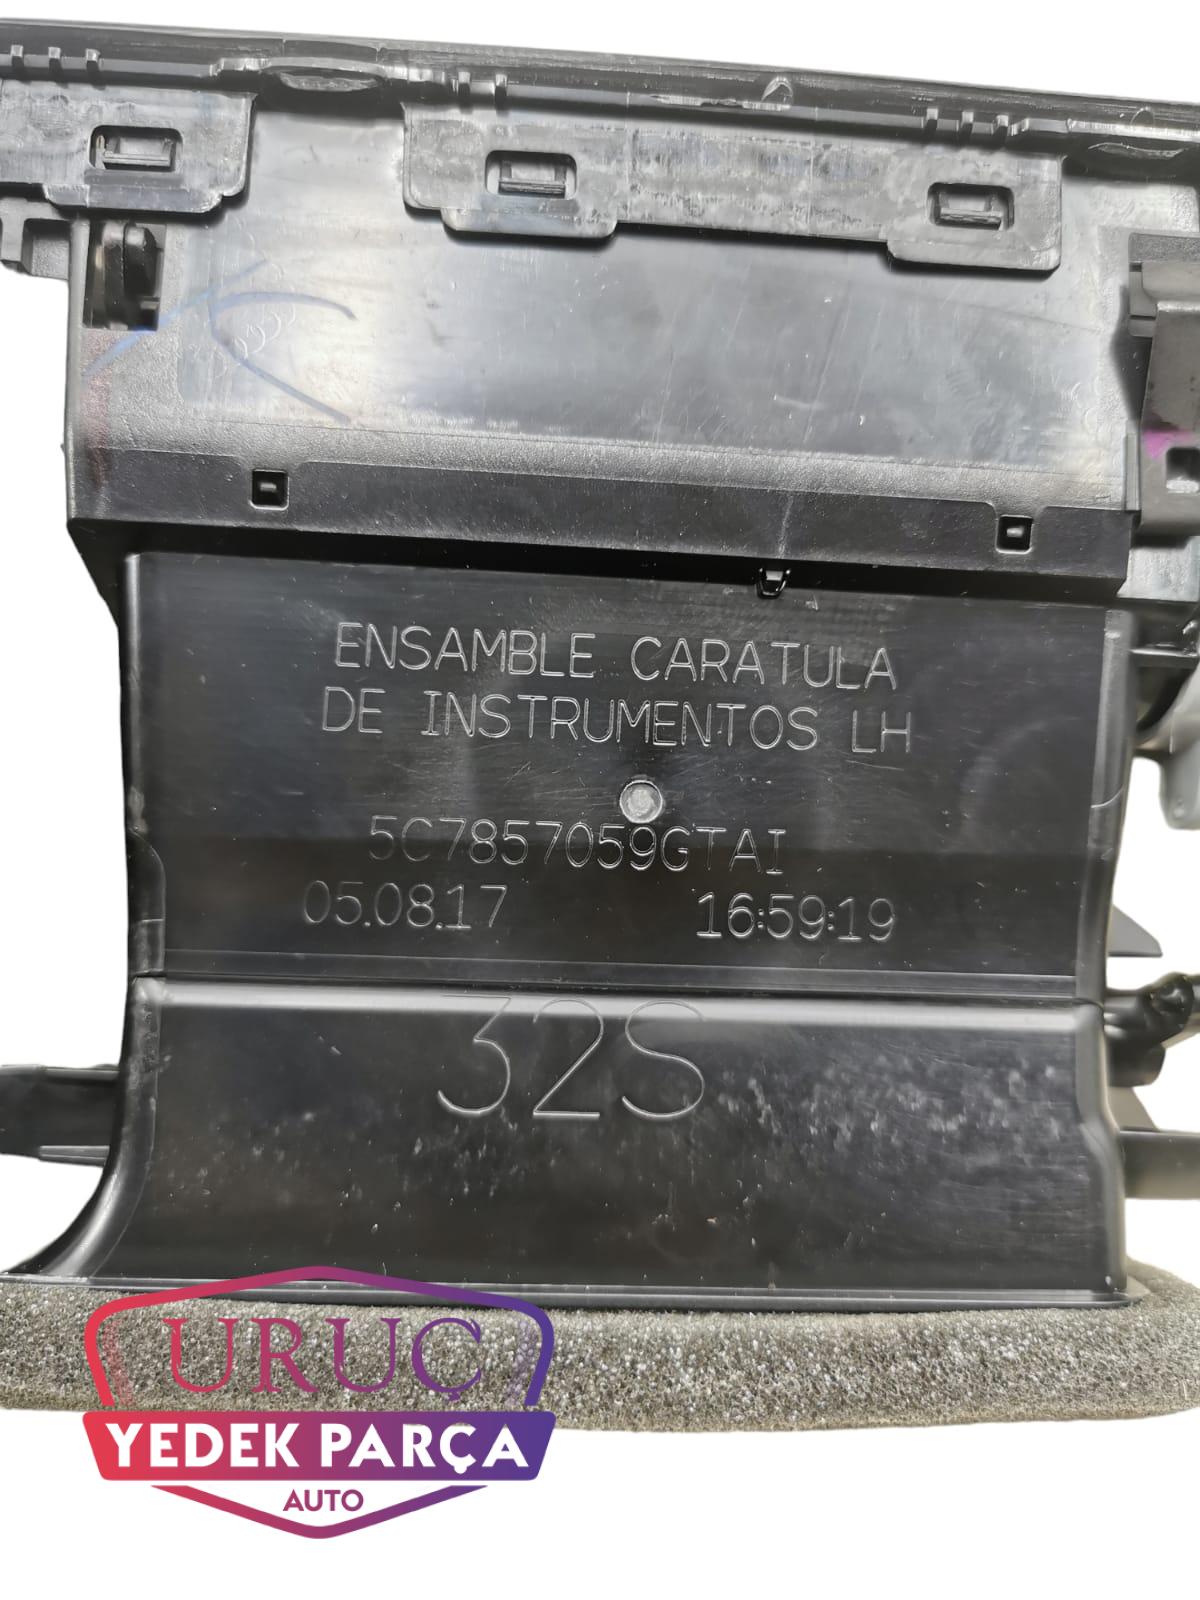 ENSAMBLE CARATULA
DE INSTRUMENTOS LH
5C7857059GTAI
05.08.17 16:59:19
32S
URUÇ
YEDEK PARÇA
AUTO